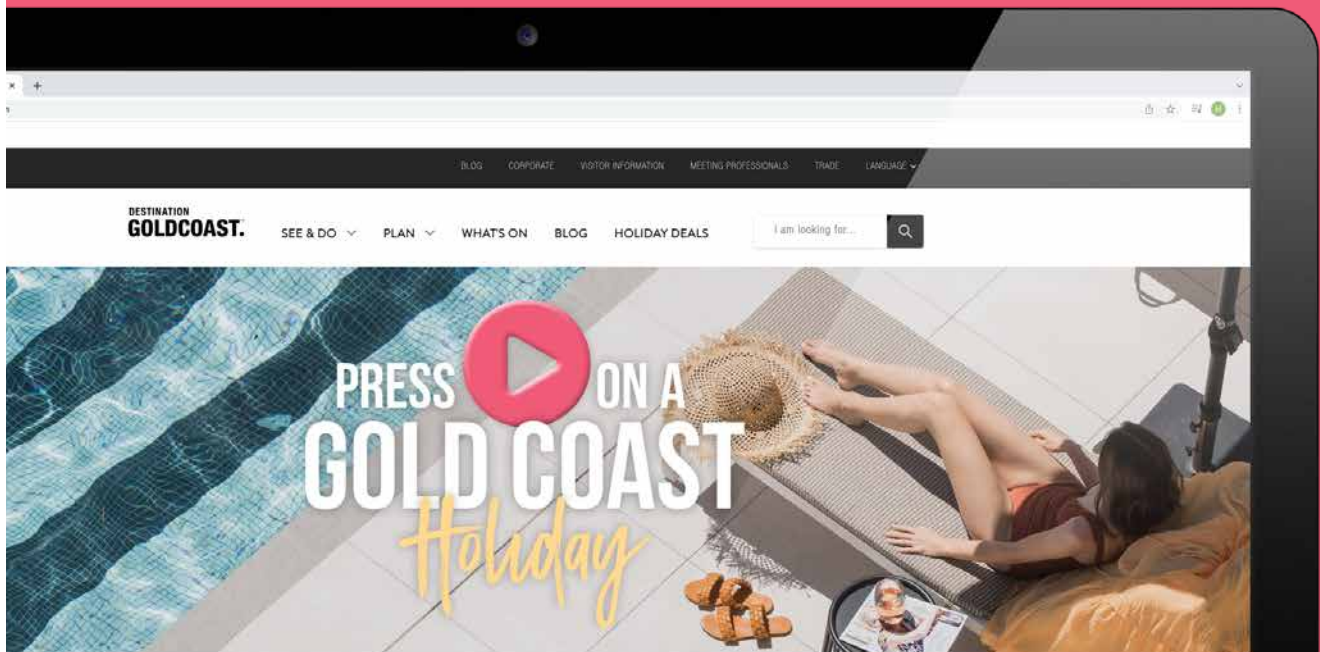 BLOG CORPORATE VISITOR INFORMATION MEETING PROFESSIONALS TRADE LANGUAGE
DESTINATION
GOLDCOAST.
SEE & DO PLAN WHAT'S ON BLOG HOLIDAY DEALS I am looking for...
PRESS ON A
GOLD COAST
Holiday